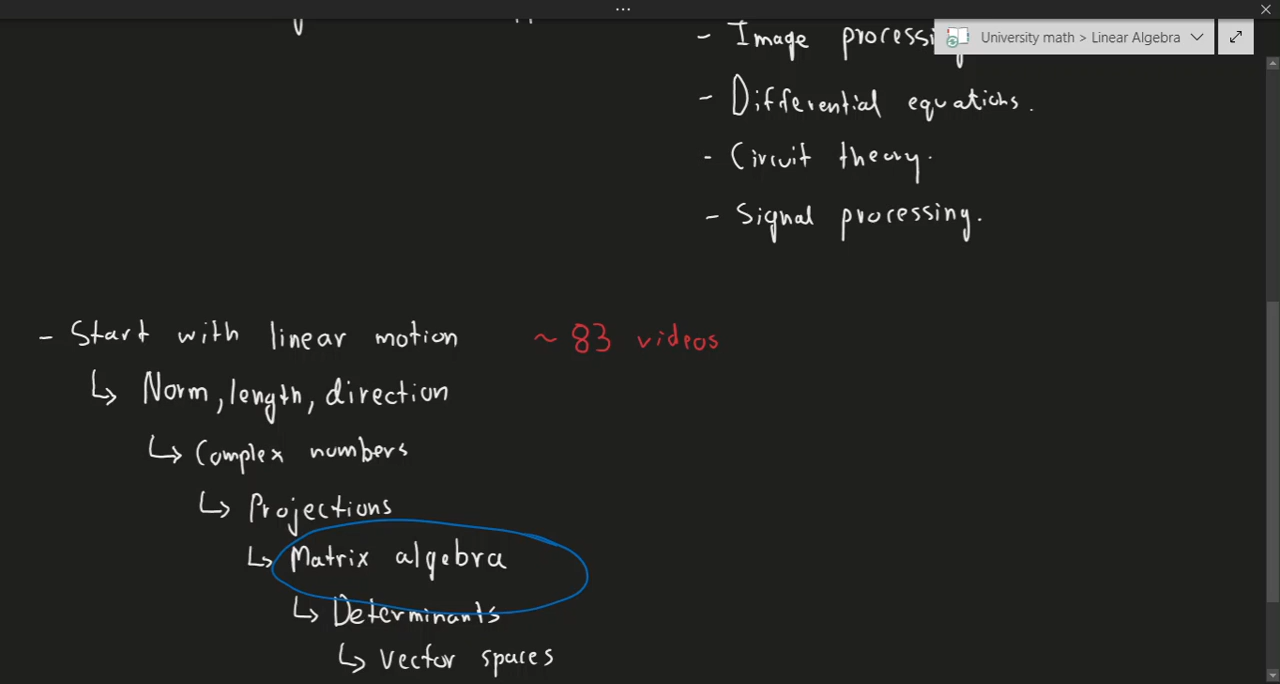 ...
University math > Linear Algebra
- Image processing
- Differential equations.
- Circuit theory.
- Signal processing.
- Start with linear motion ~ 83 videos
↳ Norm, length, direction
↳ Complex numbers
↳ Projections
↳ Matrix algebra
↳ Determinants
↳ Vector spaces